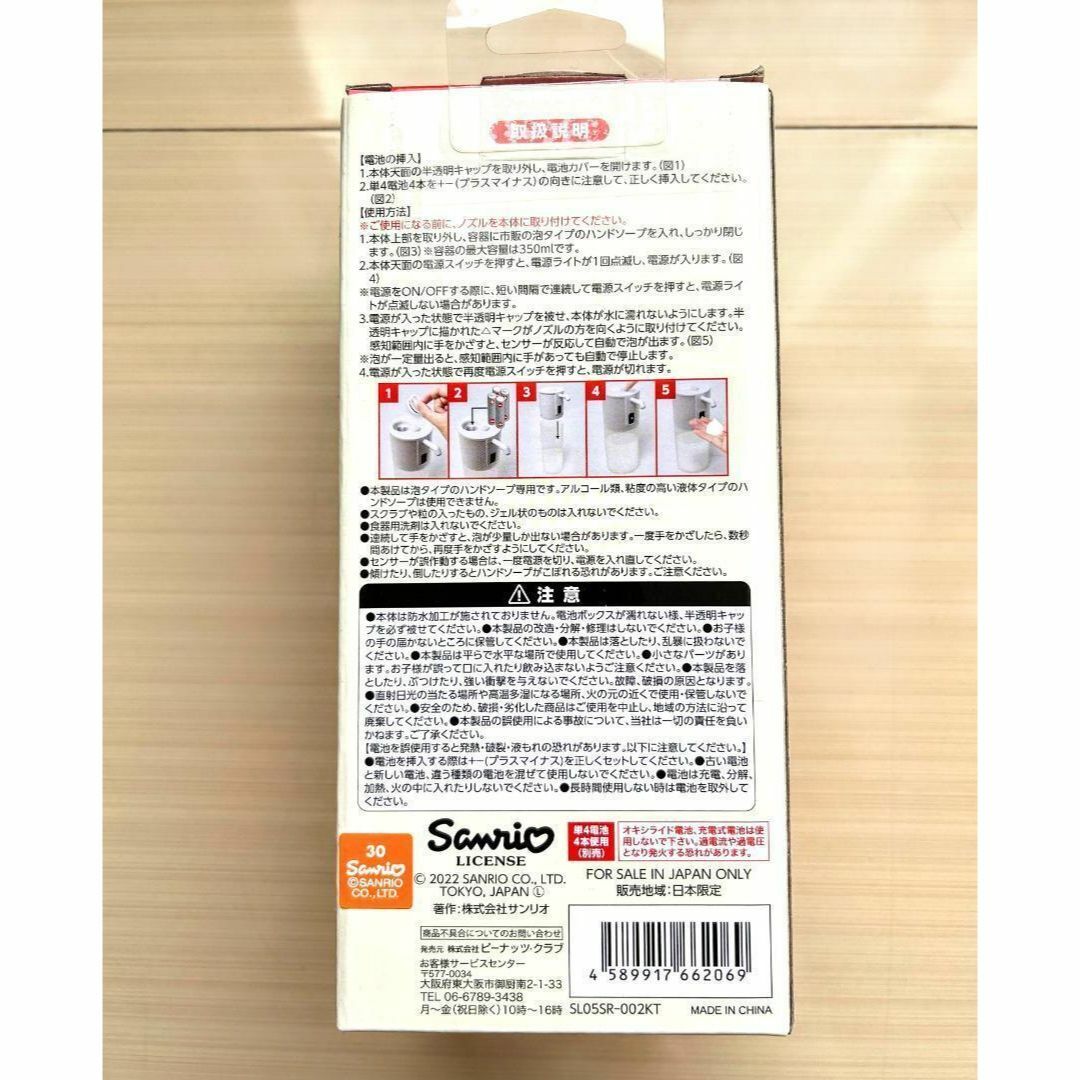 取扱説明
【電池の挿入】
1.本体天面の半透明キャップを取り外し、電池カバーを開けます。(図1)
2.単4電池4本を+−(プラスマイナス)の向きに注意して、正しく挿入してください。
(図2)
【使用方法】
※ご使用になる前に、ノズルを本体に取り付けてください。
1.本体上部を取り外し、容器に市販の泡タイプのハンドソープを入れ、しっかり閉じ
ます。(図3)※容器の最大容量は350mlです。
2.本体天面の電源スイッチを押すと、電源ライトが1回点滅し、電源が入ります。(図
4)
※電源をON/OFFする際に、短い間隔で連続して電源スイッチを押すと、電源ライ
トが点滅しない場合があります。
3.電源が入った状態で半透明キャップを被せ、本体が水に濡れないようにします。半
透明キャップに描かれた△マークがノズルの方を向くように取り付けてください。
感知範囲内に手をかざすと、センサーが反応して自動で泡が出ます。(図5)
※泡が一定量出ると、感知範囲内に手があっても自動で停止します。
4.電源が入った状態で再度電源スイッチを押すと、電源が切れます。
1 2 3 4 5
●本製品は泡タイプのハンドソープ専用です。アルコール類、粘度の高い液体タイプのハ
ンドソープは使用できません。
●スクラブや粒の入ったもの、ジェル状のものは入れないでください。
●食器用洗剤は入れないでください。
●連続して手をかざすと、泡が少量しか出ない場合があります。一度手をかざしたら、数秒
間あけてから、再度手をかざすようにしてください。
●センサーが誤作動する場合は、一度電源を切り、電源を入れ直してください。
●傾けたり、倒したりするとハンドソープがこぼれる恐れがあります。ご注意ください。
⚠注意
●本体は防水加工が施されておりません。電池ボックスが濡れない様、半透明キャッ
プを必ず被せてください。●本製品の改造・分解・修理はしないでください。●お子様
の手の届かないところに保管してください。●本製品は落としたり、乱暴に扱わないで
ください。●本製品は平らで水平な場所で使用してください。●小さなパーツがあり
ます。お子様が誤って口に入れたり飲み込まないようご注意ください。●本製品を落
としたり、ぶつけたり、強い衝撃を与えないでください。故障、破損の原因となります。
●直射日光の当たる場所や高温多湿になる場所、火の元の近くで使用・保管しないで
ください。●安全のため、破損・劣化した商品はご使用を中止し、地域の方法に沿って
廃棄してください。●本製品の誤使用による事故について、当社は一切の責任を負い
かねます。ご了承ください。
【電池を誤使用すると発熱・破裂・液もれの恐れがあります。以下に注意してください。】
●電池を挿入する際は+−(プラスマイナス)を正しくセットしてください。●古い電池
と新しい電池、違う種類の電池を混ぜて使用しないでください。●電池は充電、分解、
加熱、火の中に入れたりしないでください。●長時間使用しない時は電池を取外して
ください。
30
Sanrio
©SANRIO
CO., LTD.
Sanrio
LICENSE
© 2022 SANRIO CO., LTD.
TOKYO, JAPAN Ⓛ
著作:株式会社サンリオ
単4電池
4本使用
(別売)
オキシライド電池、充電式電池は使
用しないで下さい。過電流や過電圧
となり発火する恐れがあります。
FOR SALE IN JAPAN ONLY
販売地域:日本限定
商品不具合についてのお問い合わせ
発売元 株式会社ピーナッツ・クラブ
お客様サービスセンター
〒577-0034
大阪府東大阪市御厨南2-1-33
TEL 06-6789-3438
月〜金(祝日除く)10時〜16時
4 589917 662069
SL05SR-002KT
MADE IN CHINA